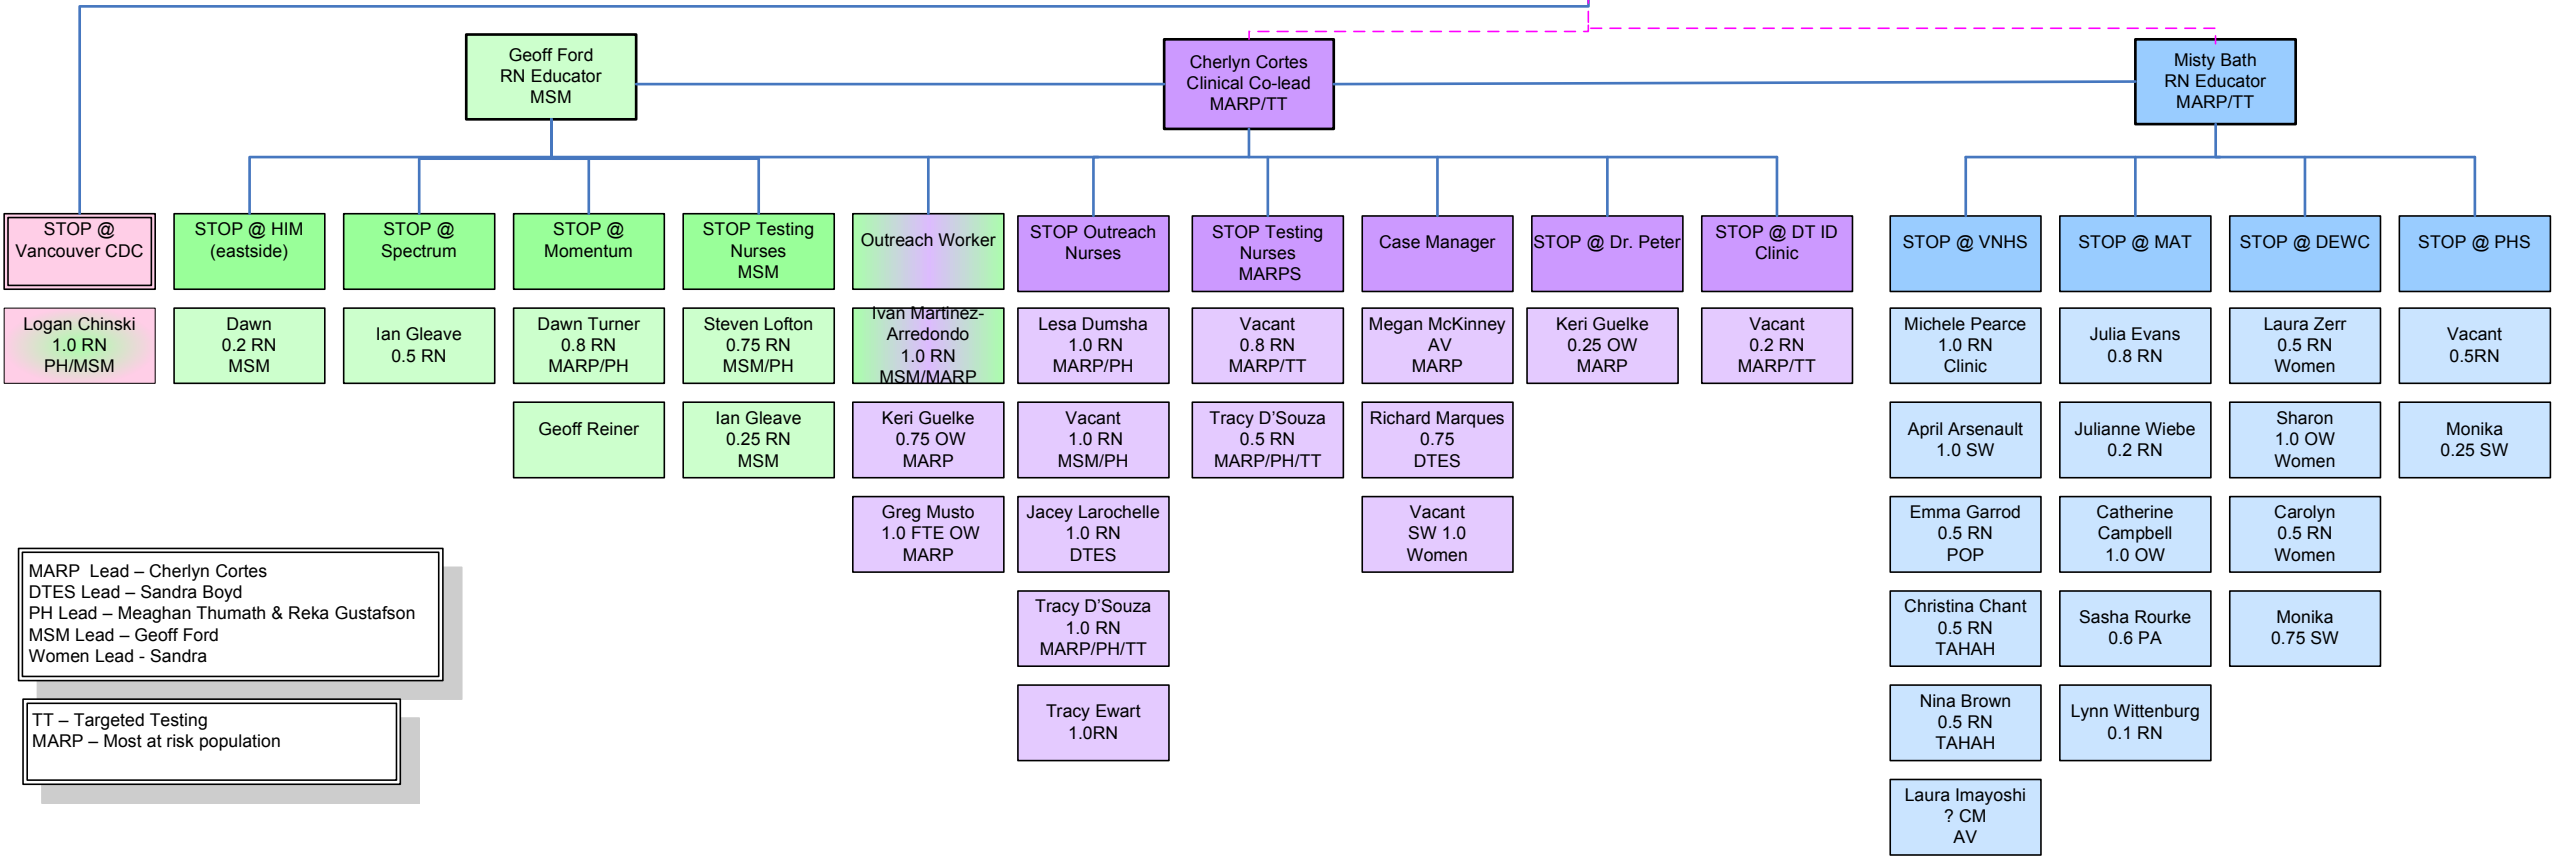 Geoff Ford
RN Educator
MSM
Cherlyn Cortes
Clinical Co-lead
MARP/TT
Misty Bath
RN Educator
MARP/TT
STOP @
Vancouver CDC
Logan Chinski
1.0 RN
PH/MSM
STOP @ HIM
(eastside)
Dawn
0.2 RN
MSM
STOP @
Spectrum
Ian Gleave
0.5 RN
STOP @
Momentum
Dawn Turner
0.8 RN
MARP/PH
Geoff Reiner
STOP Testing
Nurses
MSM
Steven Lofton
0.75 RN
MSM/PH
Ian Gleave
0.25 RN
MSM
Outreach Worker
Ivan Martinez-
Arredondo
1.0 RN
MSM/MARP
Keri Guelke
0.75 OW
MARP
Greg Musto
1.0 FTE OW
MARP
STOP Outreach
Nurses
Lesa Dumsha
1.0 RN
MARP/PH
Vacant
1.0 RN
MSM/PH
Jacey Larochelle
1.0 RN
DTES
Tracy D’Souza
1.0 RN
MARP/PH/TT
Tracy Ewart
1.0RN
STOP Testing
Nurses
MARPS
Vacant
0.8 RN
MARP/TT
Tracy D’Souza
0.5 RN
MARP/PH/TT
Case Manager
Megan McKinney
AV
MARP
Richard Marques
0.75
DTES
Vacant
SW 1.0
Women
STOP @ Dr. Peter
Keri Guelke
0.25 OW
MARP
STOP @ DT ID
Clinic
Vacant
0.2 RN
MARP/TT
STOP @ VNHS
Michele Pearce
1.0 RN
Clinic
April Arsenault
1.0 SW
Emma Garrod
0.5 RN
POP
Christina Chant
0.5 RN
TAHAH
Nina Brown
0.5 RN
TAHAH
Laura Imayoshi
? CM
AV
STOP @ MAT
Julia Evans
0.8 RN
Julianne Wiebe
0.2 RN
Catherine
Campbell
1.0 OW
Sasha Rourke
0.6 PA
Lynn Wittenburg
0.1 RN
STOP @ DEWC
Laura Zerr
0.5 RN
Women
Sharon
1.0 OW
Women
Carolyn
0.5 RN
Women
Monika
0.75 SW
STOP @ PHS
Vacant
0.5RN
Monika
0.25 SW
MARP  Lead – Cherlyn Cortes
DTES Lead – Sandra Boyd
PH Lead – Meaghan Thumath & Reka Gustafson
MSM Lead – Geoff Ford
Women Lead - Sandra
TT – Targeted Testing
MARP – Most at risk population